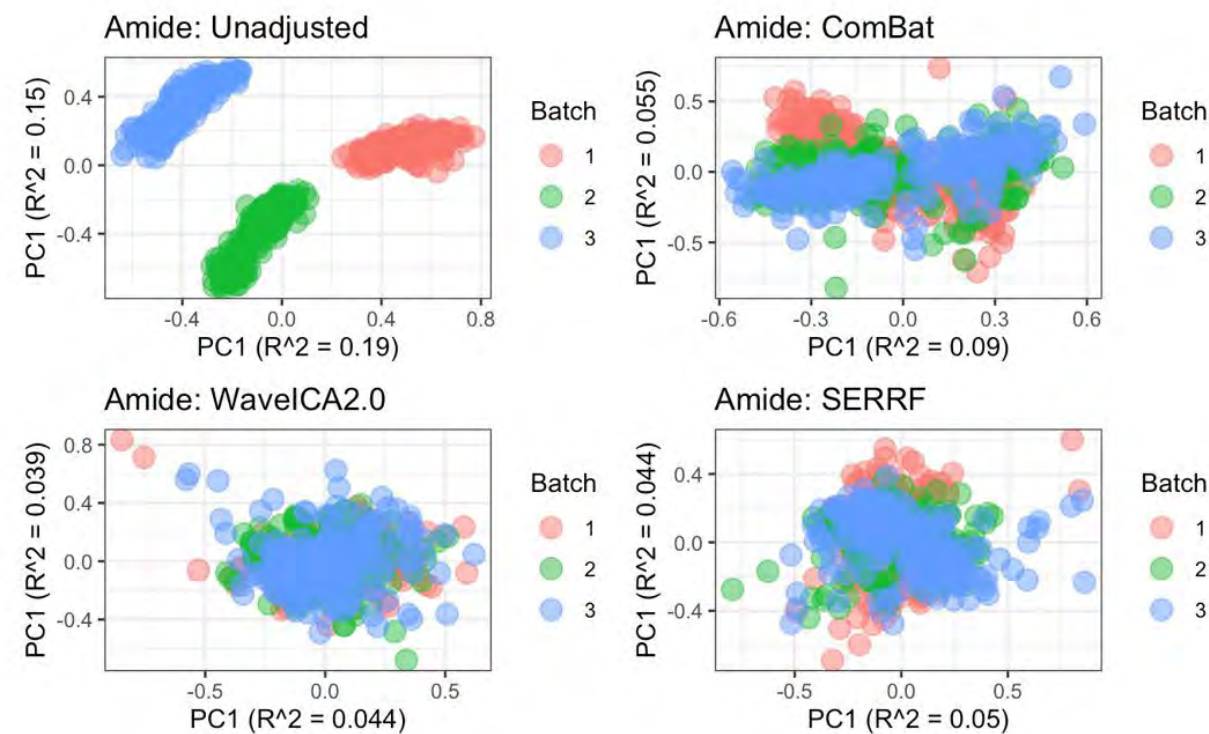 Amide: Unadjusted
PC1 (R^2 = 0.15)
0.4
0.0
-0.4
-0.4
0.0
0.4
0.8
PC1 (R^2 = 0.19)
Batch
1
2
3
Amide: ComBat
PC1 (R^2 = 0.055)
0.5
0.0
-0.5
-0.6
-0.3
0.0
0.3
0.6
PC1 (R^2 = 0.09)
Batch
1
2
3
Amide: WaveICA2.0
PC1 (R^2 = 0.039)
0.8
0.4
0.0
-0.4
-0.5
0.0
0.5
PC1 (R^2 = 0.044)
Batch
1
2
3
Amide: SERRF
PC1 (R^2 = 0.044)
0.4
0.0
-0.4
-0.5
0.0
0.5
PC1 (R^2 = 0.05)
Batch
1
2
3